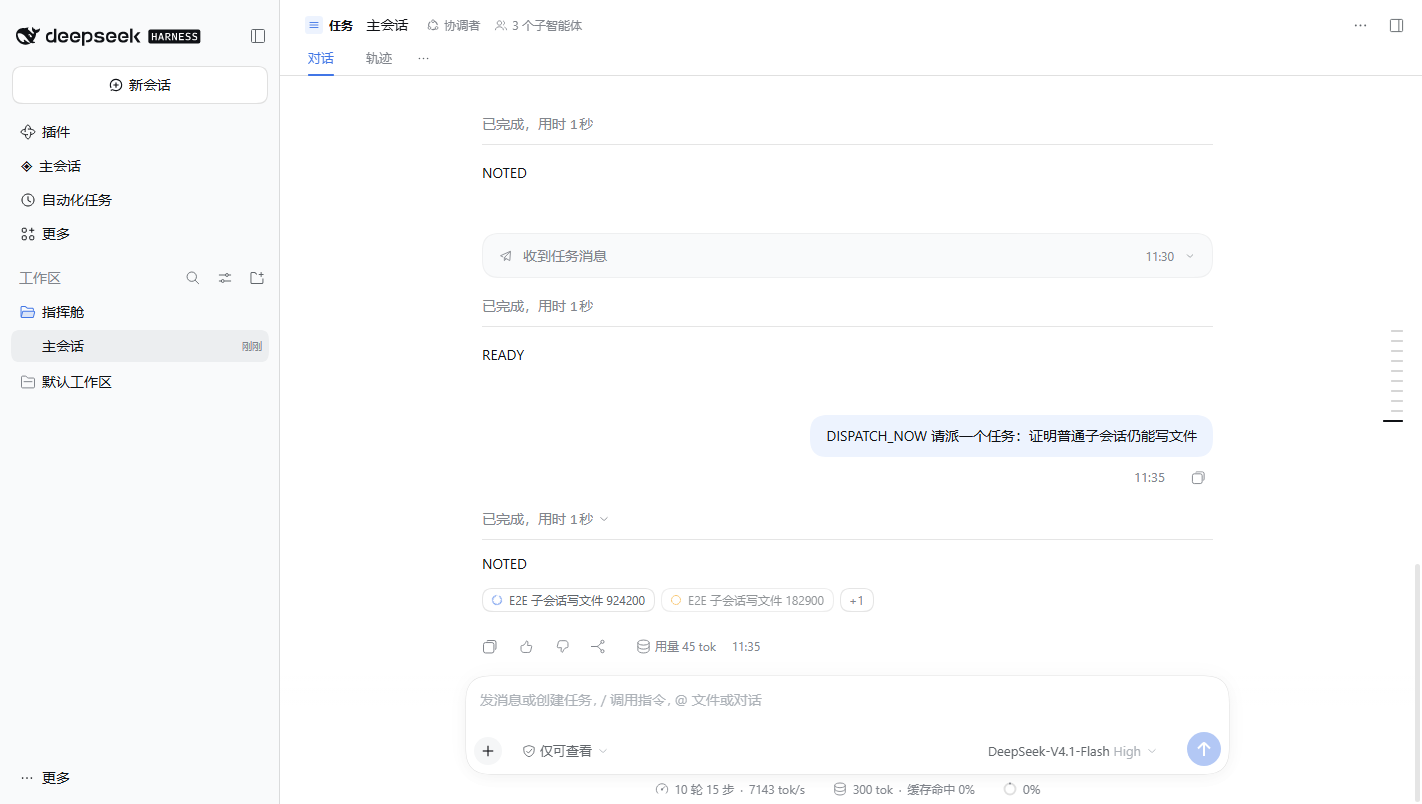 deepseek HARNESS
新会话
插件
主会话
自动化任务
更多
工作区
指挥舱
主会话 刚刚
默认工作区
更多
任务 主会话 协调者 3 个子智能体
对话 轨迹
已完成，用时 1 秒
NOTED
收到任务消息 11:30
已完成，用时 1 秒
READY
DISPATCH_NOW 请派一个任务：证明普通子会话仍能写文件
11:35
已完成，用时 1 秒
NOTED
E2E 子会话写文件 924200 E2E 子会话写文件 182900 +1
用量 45 tok 11:35
发消息或创建任务, / 调用指令, @ 文件或对话
仅可查看 DeepSeek-V4.1-Flash High
10 轮 15 步 · 7143 tok/s 300 tok · 缓存命中 0% 0%